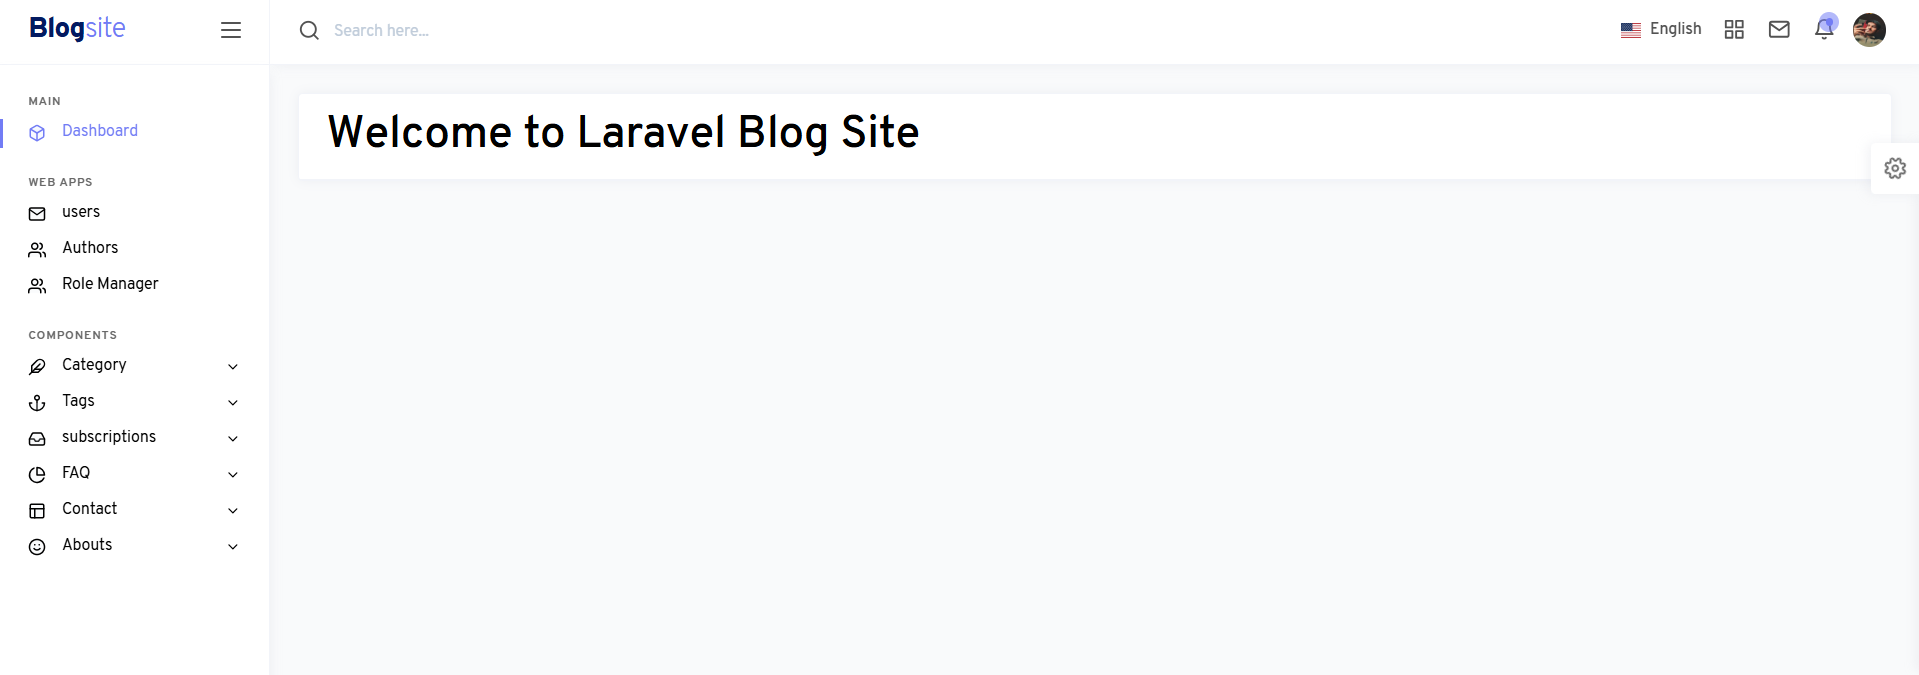 Blogsite
Search here...
English
MAIN
Dashboard
WEB APPS
users
Authors
Role Manager
COMPONENTS
Category
Tags
subscriptions
FAQ
Contact
Abouts
Welcome to Laravel Blog Site